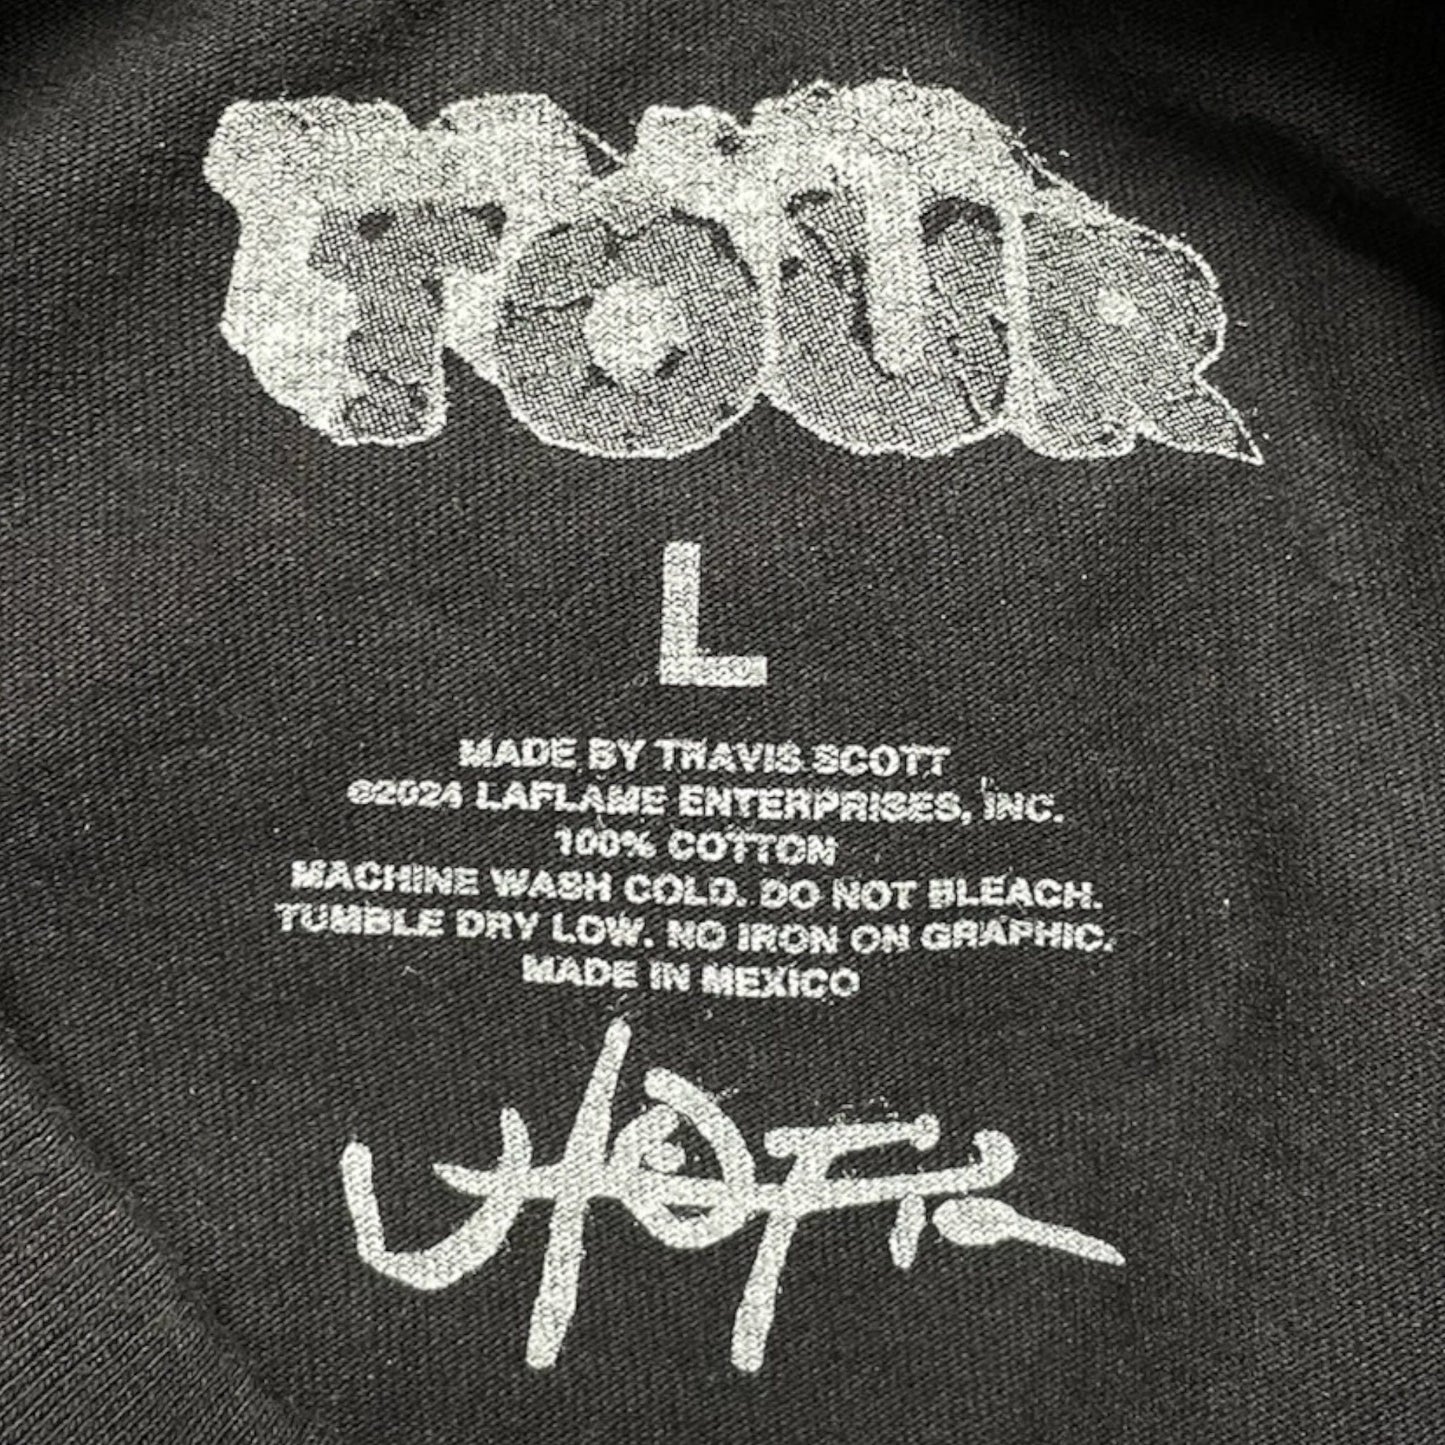 TOUR
L
MADE BY TRAVIS SCOTT
©2024 LAFLAME ENTERPRISES, INC.
100% COTTON
MACHINE WASH COLD. DO NOT BLEACH.
TUMBLE DRY LOW. NO IRON ON GRAPHIC.
MADE IN MEXICO
UTOPIA